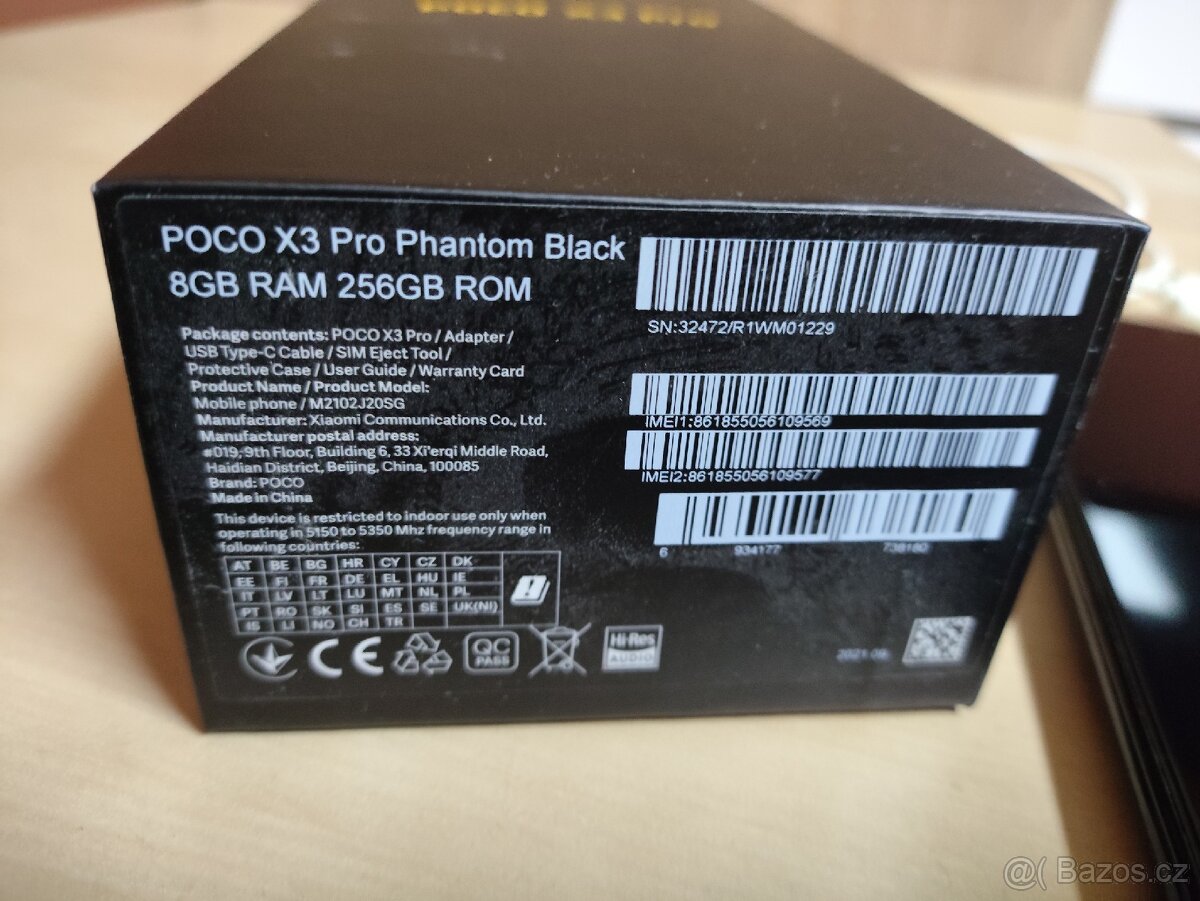 POCO X3 Pro
POCO X3 Pro Phantom Black
8GB RAM 256GB ROM
Package contents: POCO X3 Pro / Adapter /
USB Type-C Cable / SIM Eject Tool /
Protective Case / User Guide / Warranty Card
Product Name / Product Model:
Mobile phone / M2102J20SG
Manufacturer: Xiaomi Communications Co., Ltd.
Manufacturer postal address:
#019, 9th Floor, Building 6, 33 Xi'erqi Middle Road,
Haidian District, Beijing, China, 100085
Brand: POCO
Made in China
This device is restricted to indoor use only when
operating in 5150 to 5350 Mhz frequency range in
following countries:
AT BE BG HR CY CZ DK
EE FI FR DE EL HU IE
IT LV LT LU MT NL PL
PT RO SK SI ES SE UK(NI)
IS LI NO CH TR
CE
QC
PASS
Hi-Res
AUDIO
SN:32472/R1WM01229
IMEI1:861855056109569
IMEI2:861855056109577
6 934177 738180
@( Bazos.cz